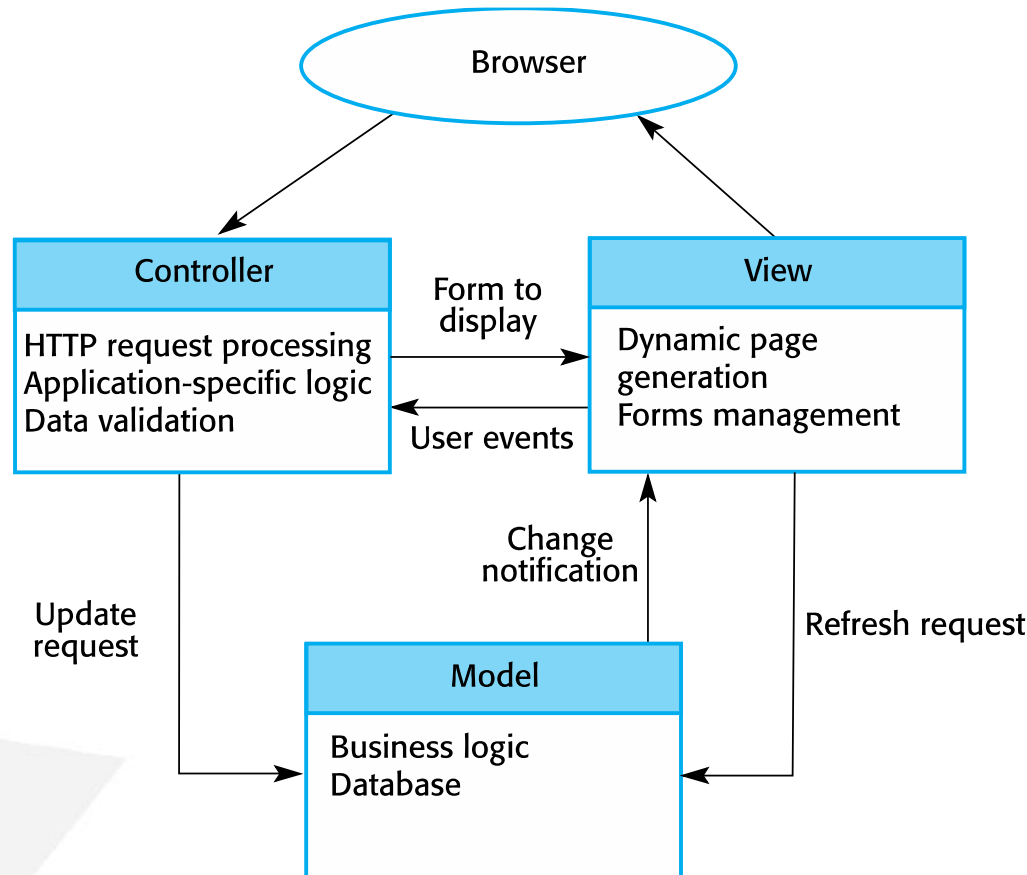 Browser
Controller
HTTP request processing
Application-specific logic
Data validation
Form to
display
User events
View
Dynamic page
generation
Forms management
Update
request
Change
notification
Refresh request
Model
Business logic
Database